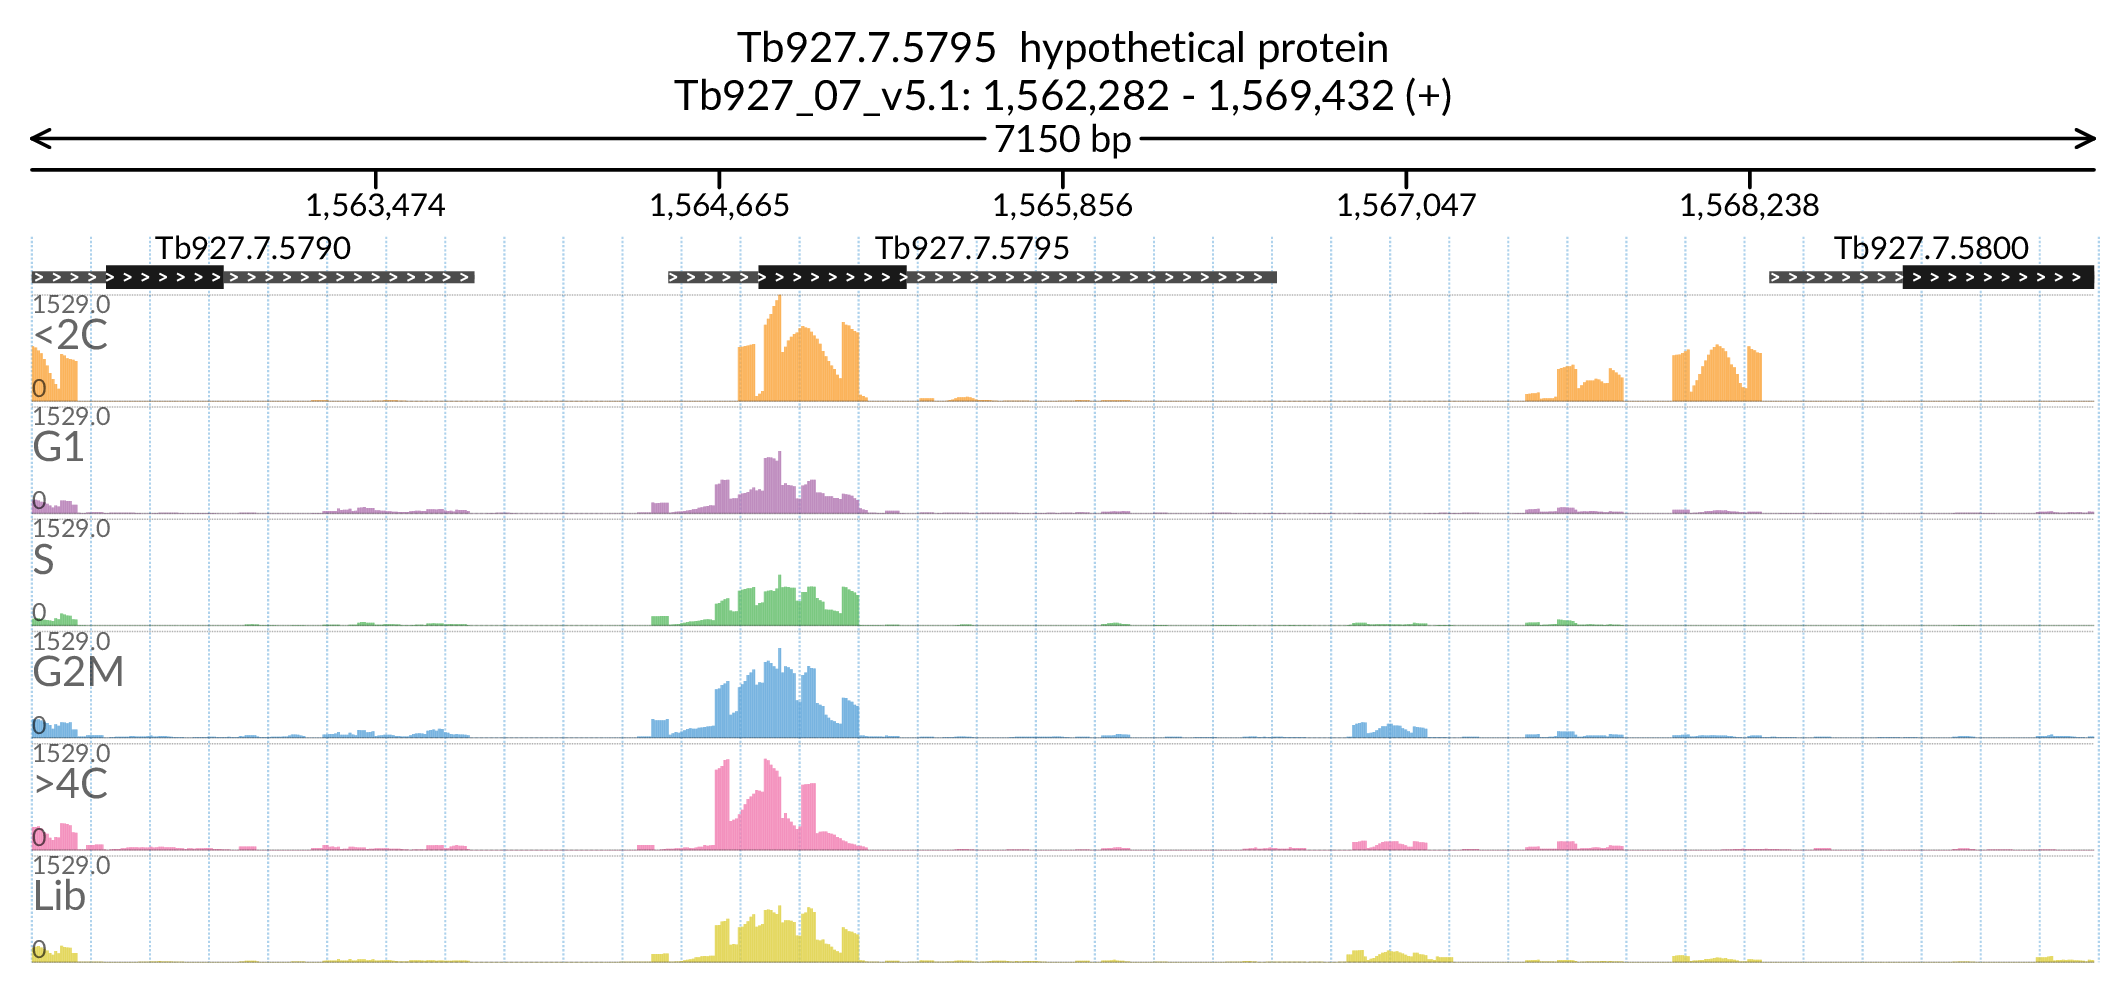 Tb927.7.5795 hypothetical protein
Tb927_07_v5.1: 1,562,282 - 1,569,432 (+)
7150 bp
1,563,474 1,564,665 1,565,856 1,567,047 1,568,238
Tb927.7.5790 Tb927.7.5795 Tb927.7.5800
1529.0
<2C
0
1529.0
G1
0
1529.0
S
0
1529.0
G2M
0
1529.0
>4C
0
1529.0
Lib
0